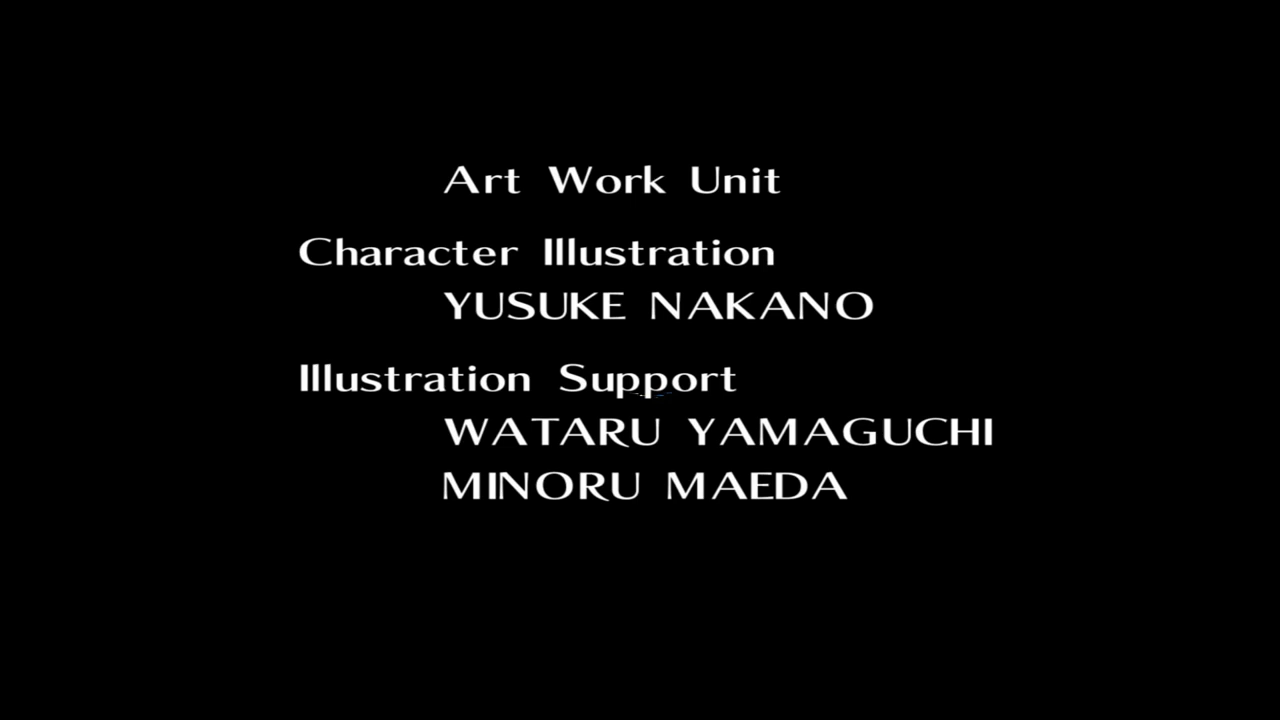 Art Work Unit
Character Illustration
YUSUKE NAKANO
Illustration Support
WATARU YAMAGUCHI
MINORU MAEDA